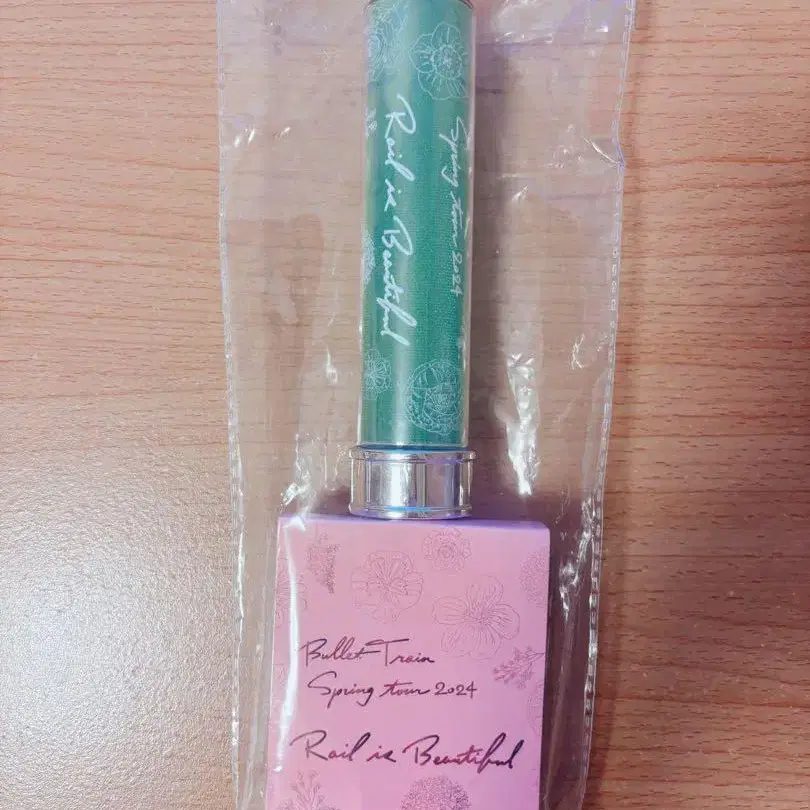 Spring tour 2024
Rail is Beautiful
Bullet Train
Spring tour 2024
Rail is Beautiful